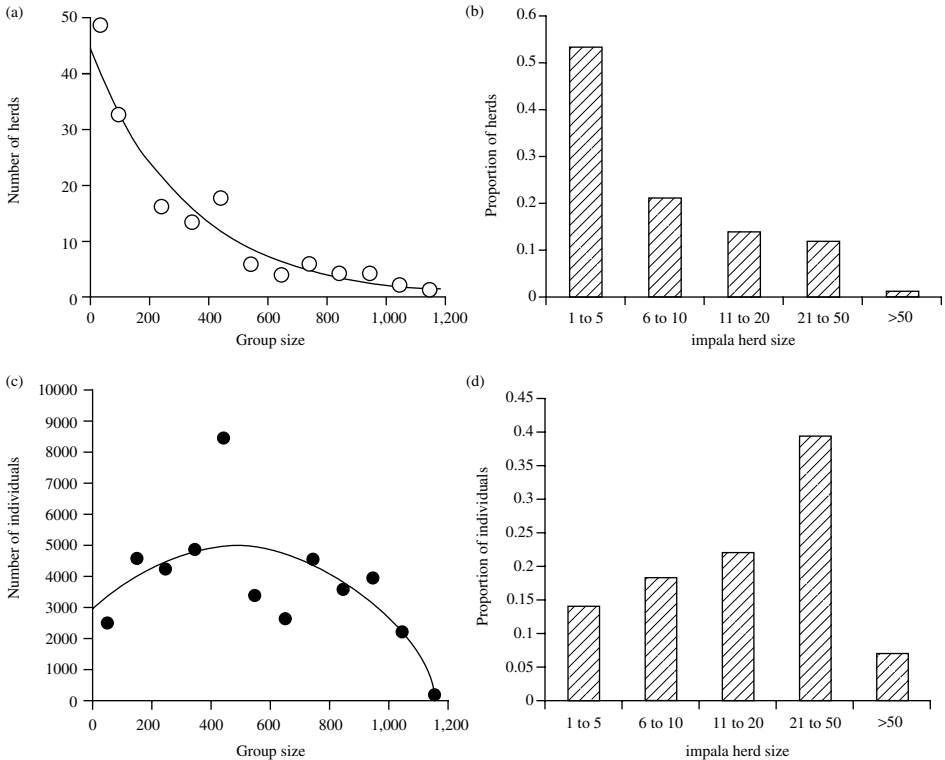 (a)
50
40
30
20
10
0
Number of herds
0 200 400 600 800 1,000 1,200
Group size
(b)
0.6
0.5
0.4
0.3
0.2
0.1
0
Proportion of herds
1 to 5 6 to 10 11 to 20 21 to 50 >50
impala herd size
(c)
10000
9000
8000
7000
6000
5000
4000
3000
2000
1000
0
Number of individuals
0 200 400 600 800 1,000 1,200
Group size
(d)
0.45
0.4
0.35
0.3
0.25
0.2
0.15
0.1
0.05
0
Proportion of individuals
1 to 5 6 to 10 11 to 20 21 to 50 >50
impala herd size